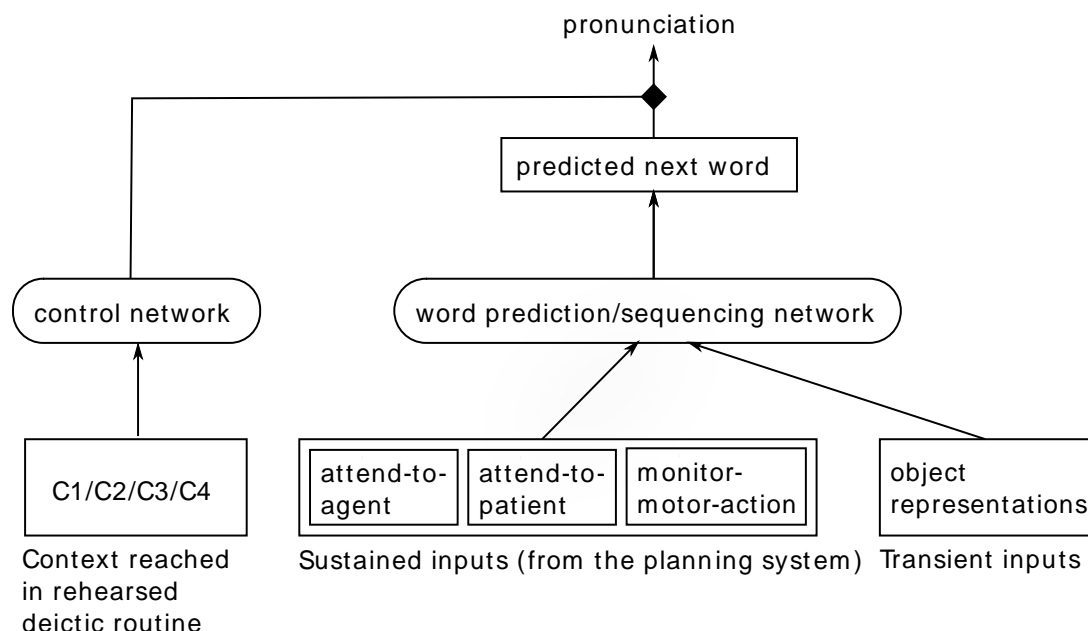 pronunciation
predicted next word
control network
word prediction/sequencing network
C1/C2/C3/C4
attend-to-
agent
attend-to-
patient
monitor-
motor-action
object
representations
Context reached
in rehearsed
deictic routine
Sustained inputs (from the planning system)
Transient inputs